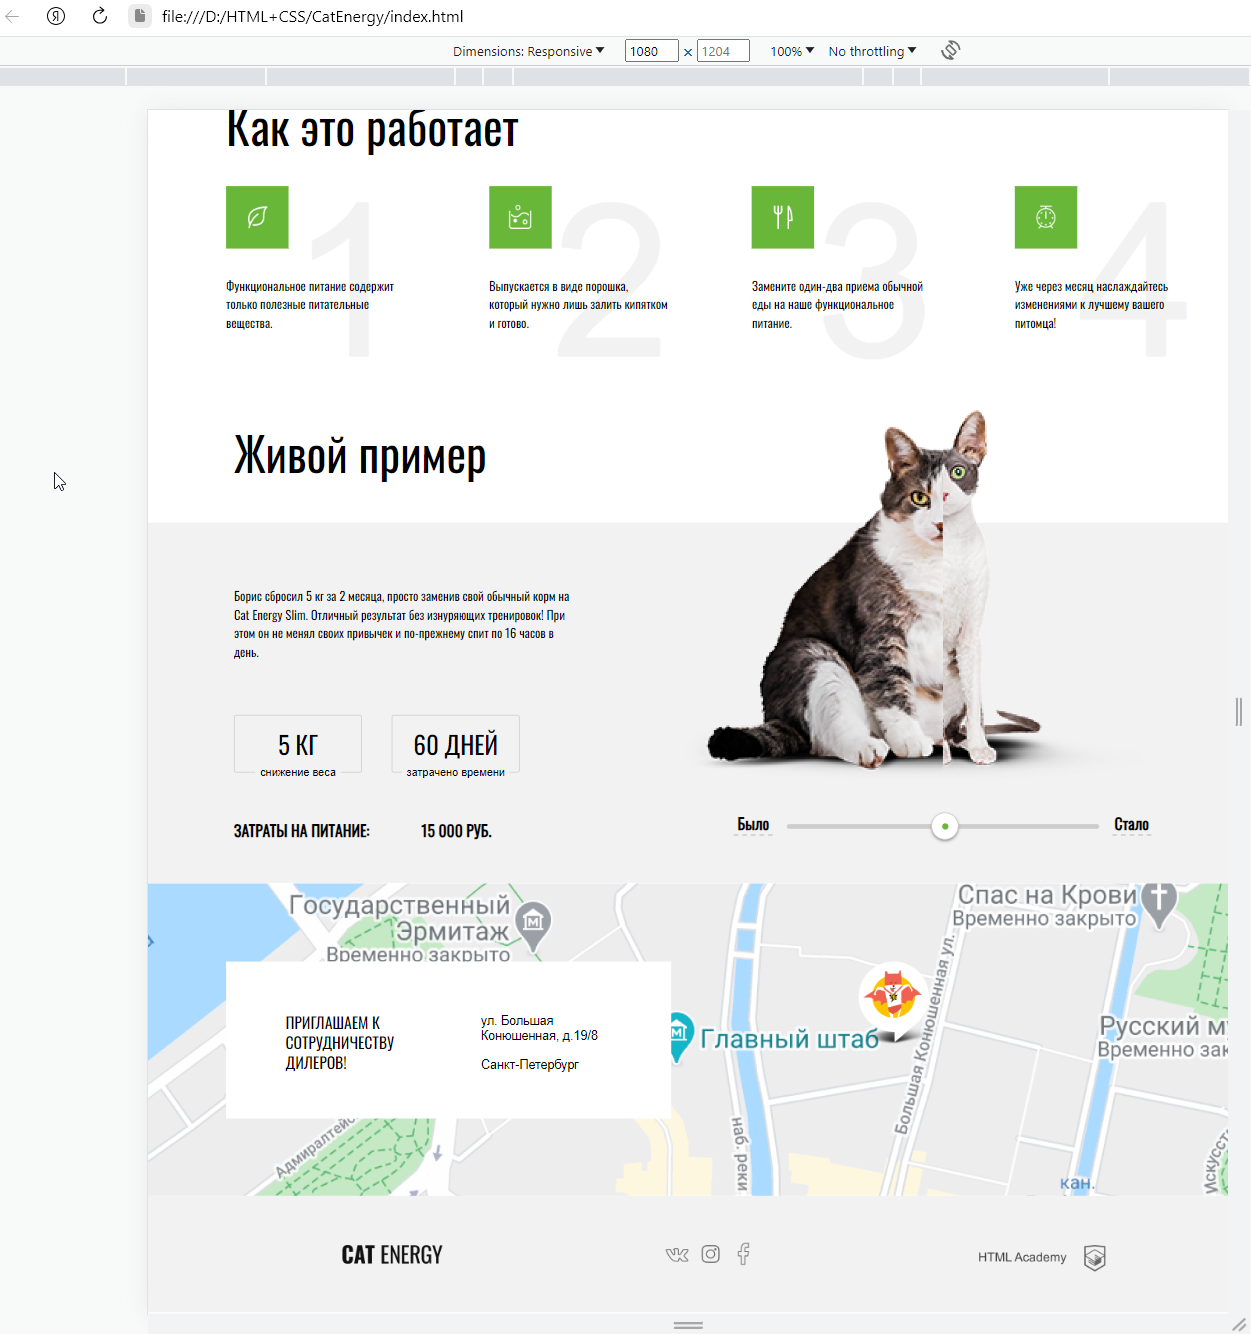 file:///D:/HTML+CSS/CatEnergy/index.html
Dimensions: Responsive 1080 × 1204 100% No throttling
Как это работает
1
2
3
4
Функциональное питание содержит
только полезные питательные
вещества.
Выпускается в виде порошка,
который нужно лишь залить кипятком
и готово.
Замените один-два приема обычной
еды на наше функциональное
питание.
Уже через месяц наслаждайтесь
изменениями к лучшему вашего
питомца!
Живой пример
Борис сбросил 5 кг за 2 месяца, просто заменив свой обычный корм на
Cat Energy Slim. Отличный результат без изнуряющих тренировок! При
этом он не менял своих привычек и по-прежнему спит по 16 часов в
день.
5 КГ
снижение веса
60 ДНЕЙ
затрачено времени
ЗАТРАТЫ НА ПИТАНИЕ: 15 000 РУБ.
Было
Стало
Государственный
Эрмитаж
Временно закрыто
Спас на Крови
Временно закрыто
ПРИГЛАШАЕМ К
СОТРУДНИЧЕСТВУ
ДИЛЕРОВ!
ул. Большая
Конюшенная, д.19/8
Санкт-Петербург
Главный штаб
Большая Конюшенная ул.
Русский м
Временно зак
Адмиралтейс
наб. реки
кан.
Искусст
CAT ENERGY
HTML Academy